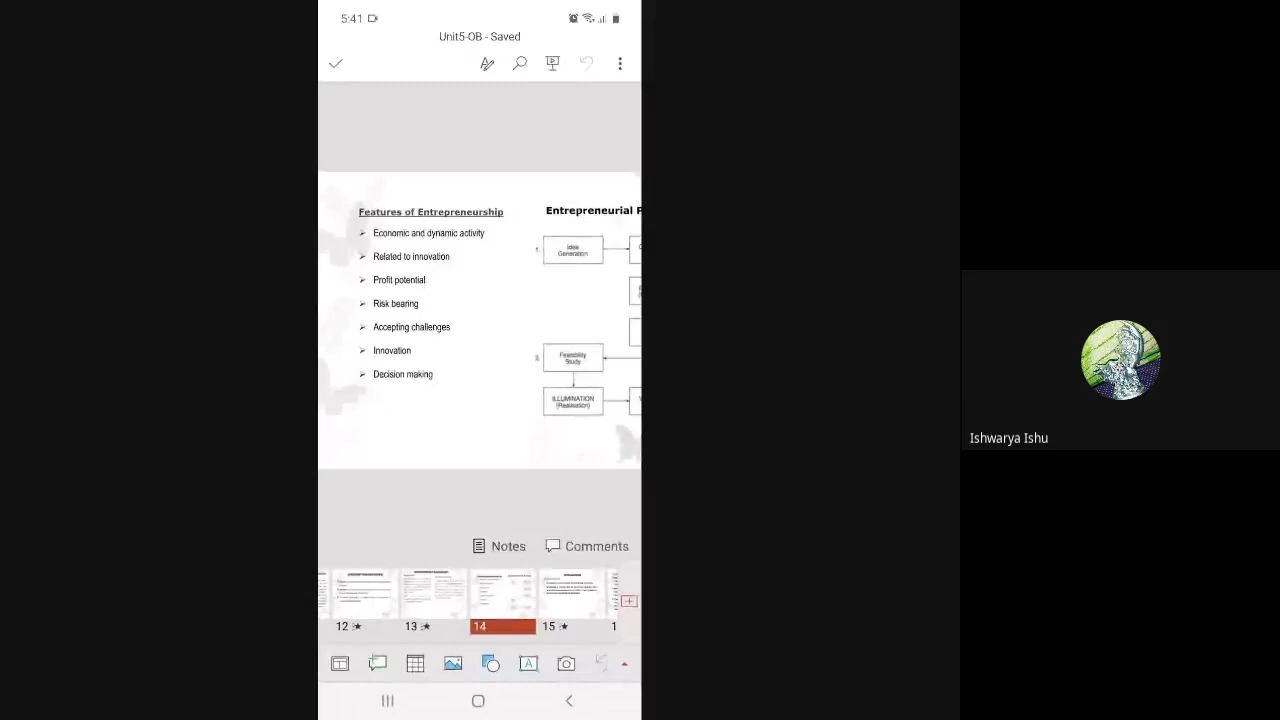 5:41
Unit5-OB - Saved
Features of Entrepreneurship
Economic and dynamic activity
Related to innovation
Profit potential
Risk bearing
Accepting challenges
Innovation
Decision making
Entrepreneurial P
Idea
Generation
Feasibility
Study
ILLUMINATION
(Realisation)
Notes
Comments
12
13
14
15
1
A
Ishwarya Ishu